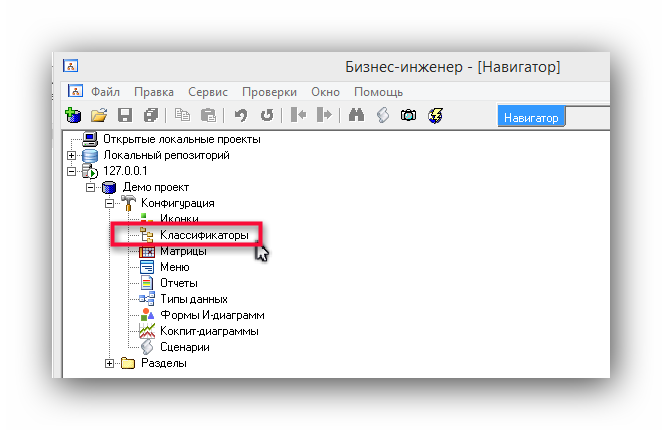 Бизнес-инженер - [Навигатор]
Файл Правка Сервис Проверки Окно Помощь
Навигатор
Открытые локальные проекты
Локальный репозиторий
127.0.0.1
Демо проект
Конфигурация
Иконки
Классификаторы
Матрицы
Меню
Отчеты
Типы данных
Формы И-диаграмм
Кокпит-диаграммы
Сценарии
Разделы